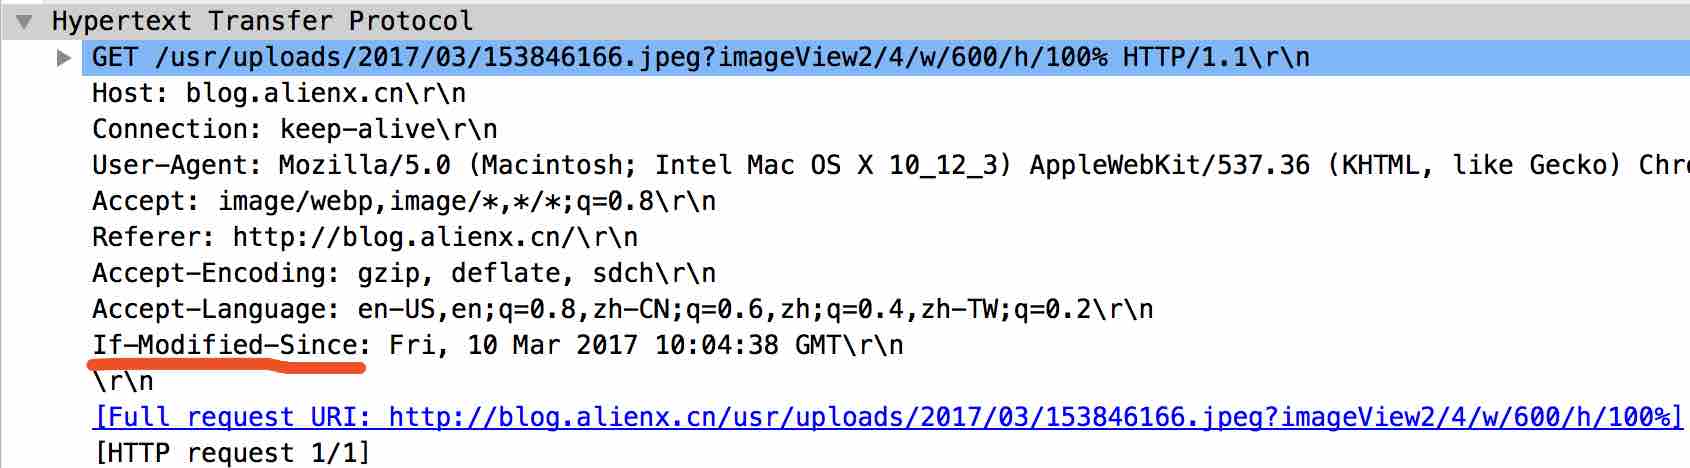 Hypertext Transfer Protocol
GET /usr/uploads/2017/03/153846166.jpeg?imageView2/4/w/600/h/100% HTTP/1.1\r\n
Host: blog.alienx.cn\r\n
Connection: keep-alive\r\n
User-Agent: Mozilla/5.0 (Macintosh; Intel Mac OS X 10_12_3) AppleWebKit/537.36 (KHTML, like Gecko) Chr
Accept: image/webp,image/*,*/*;q=0.8\r\n
Referer: http://blog.alienx.cn/\r\n
Accept-Encoding: gzip, deflate, sdch\r\n
Accept-Language: en-US,en;q=0.8,zh-CN;q=0.6,zh;q=0.4,zh-TW;q=0.2\r\n
If-Modified-Since: Fri, 10 Mar 2017 10:04:38 GMT\r\n
\r\n
[Full request URI: http://blog.alienx.cn/usr/uploads/2017/03/153846166.jpeg?imageView2/4/w/600/h/100%]
[HTTP request 1/1]